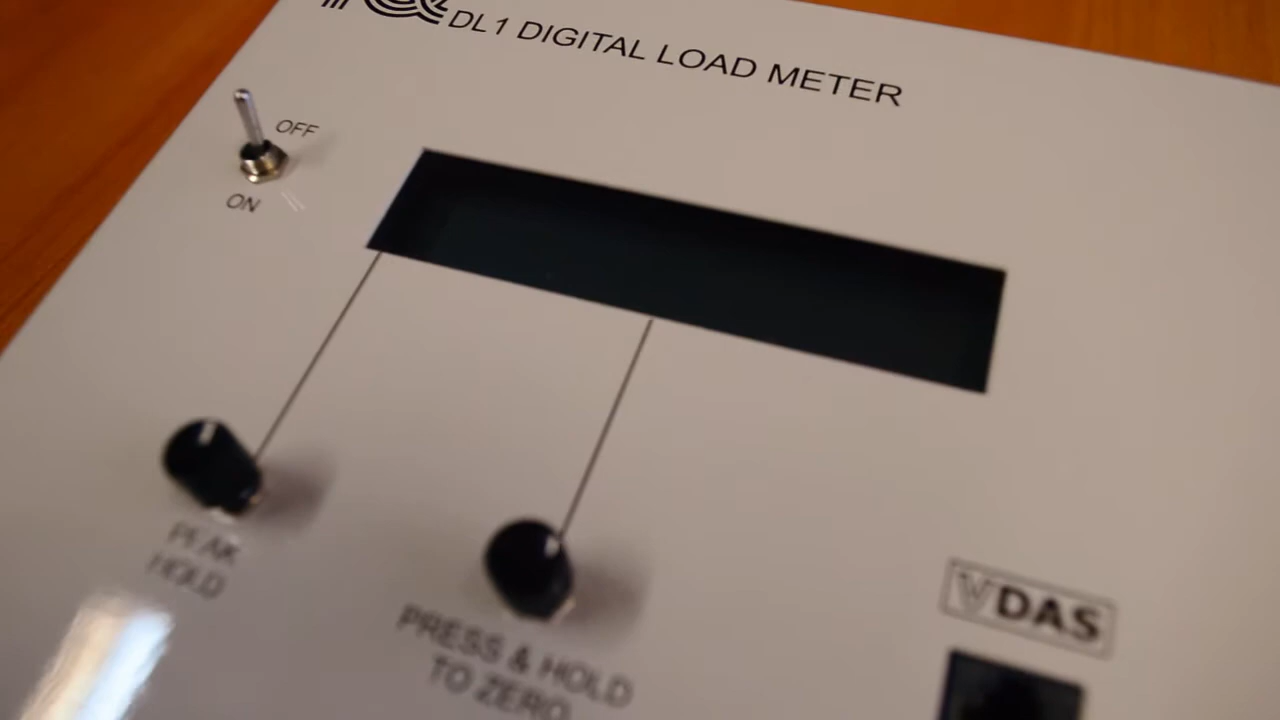 DL1 DIGITAL LOAD METER
OFF
ON
PEAK
HOLD
PRESS & HOLD
TO ZERO
VDAS